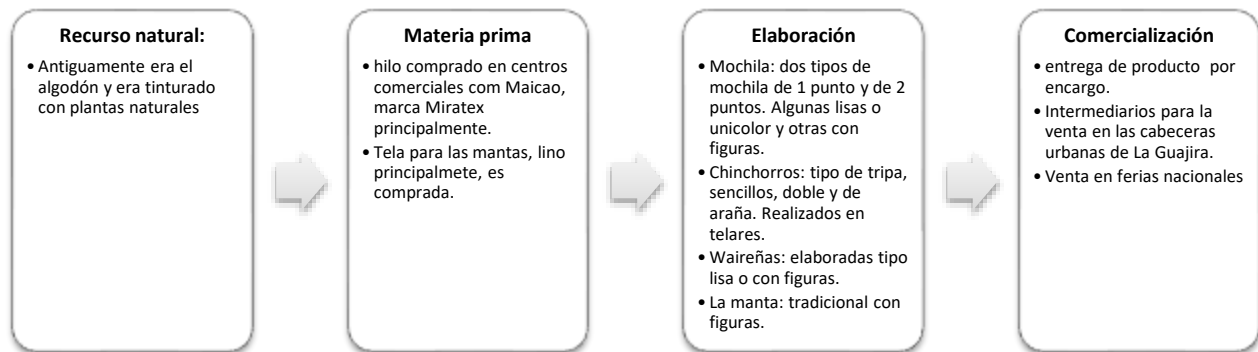 Recurso natural:
• Antiguamente era el
algodón y era tinturado
con plantas naturales
Materia prima
• hilo comprado en centros
comerciales com Maicao,
marca Miratex
principalmente.
• Tela para las mantas, lino
principalmete, es
comprada.
Elaboración
• Mochila: dos tipos de
mochila de 1 punto y de 2
puntos. Algunas lisas o
unicolor y otras con
figuras.
• Chinchorros: tipo de tripa,
sencillos, doble y de
araña. Realizados en
telares.
• Waireñas: elaboradas tipo
lisa o con figuras.
• La manta: tradicional con
figuras.
Comercialización
• entrega de producto por
encargo.
• Intermediarios para la
venta en las cabeceras
urbanas de La Guajira.
• Venta en ferias nacionales